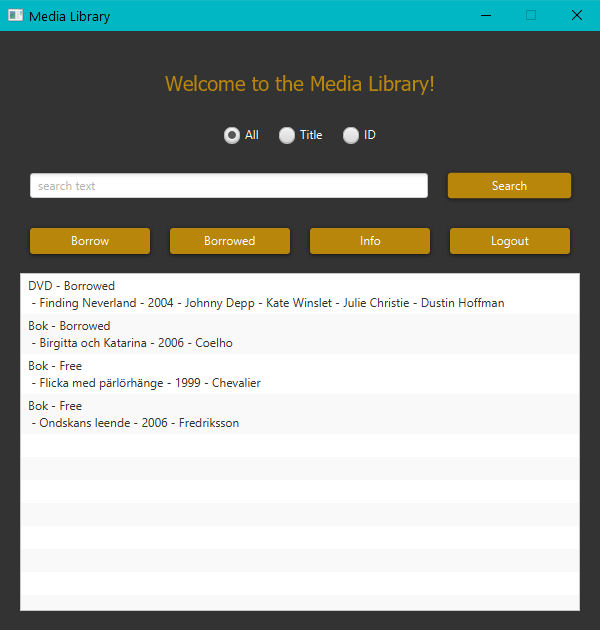 Media Library
Welcome to the Media Library!
All Title ID
search text Search
Borrow Borrowed Info Logout
DVD - Borrowed
- Finding Neverland - 2004 - Johnny Depp - Kate Winslet - Julie Christie - Dustin Hoffman
Bok - Borrowed
- Birgitta och Katarina - 2006 - Coelho
Bok - Free
- Flicka med pärlörhänge - 1999 - Chevalier
Bok - Free
- Ondskans leende - 2006 - Fredriksson